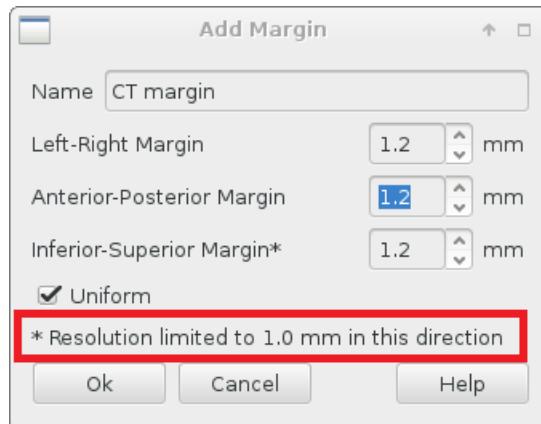 Add Margin
Name CT margin
Left-Right Margin 1.2 mm
Anterior-Posterior Margin 1.2 mm
Inferior-Superior Margin* 1.2 mm
Uniform
* Resolution limited to 1.0 mm in this direction
Ok Cancel Help